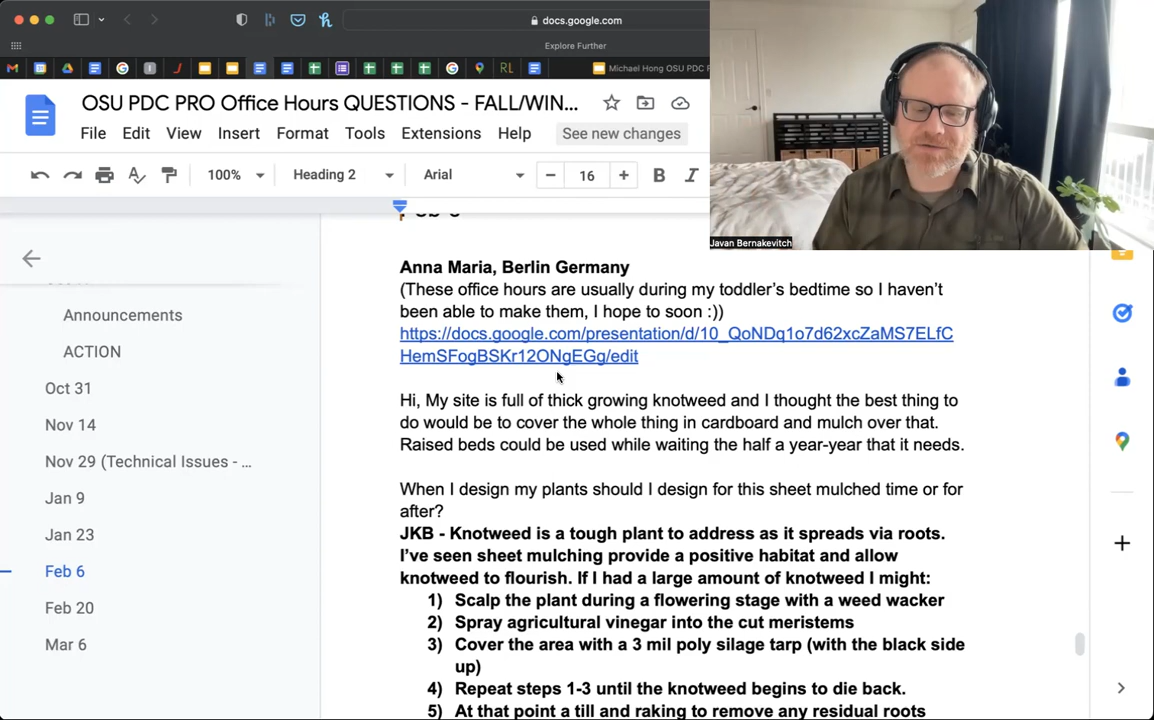 docs.google.com
Explore Further
RL
Michael Hong OSU PDC P
OSU PDC PRO Office Hours QUESTIONS - FALL/WIN...
File Edit View Insert Format Tools Extensions Help See new changes
100% Heading 2 Arial 16 B I
Javan Bernakevitch
Announcements
ACTION
Oct 31
Nov 14
Nov 29 (Technical Issues - ...
Jan 9
Jan 23
Feb 6
Feb 20
Mar 6
Anna Maria, Berlin Germany
(These office hours are usually during my toddler's bedtime so I haven't
been able to make them, I hope to soon :))
https://docs.google.com/presentation/d/10_QoNDq1o7d62xcZaMS7ELfC
HemSFogBSKr12ONgEGg/edit
Hi, My site is full of thick growing knotweed and I thought the best thing to
do would be to cover the whole thing in cardboard and mulch over that.
Raised beds could be used while waiting the half a year-year that it needs.
When I design my plants should I design for this sheet mulched time or for
after?
JKB - Knotweed is a tough plant to address as it spreads via roots.
I've seen sheet mulching provide a positive habitat and allow
knotweed to flourish. If I had a large amount of knotweed I might:
1) Scalp the plant during a flowering stage with a weed wacker
2) Spray agricultural vinegar into the cut meristems
3) Cover the area with a 3 mil poly silage tarp (with the black side
up)
4) Repeat steps 1-3 until the knotweed begins to die back.
5) At that point a till and raking to remove any residual roots